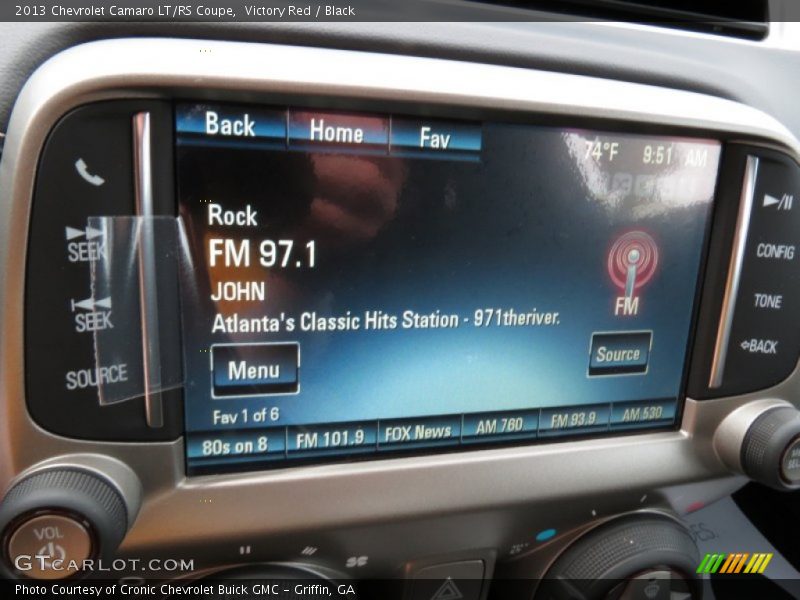 2013 Chevrolet Camaro LT/RS Coupe, Victory Red / Black
Back Home Fav
74°F 9:51 AM
Rock
FM 97.1
JOHN
Atlanta's Classic Hits Station - 971theriver.
FM
Menu
Source
Fav 1 of 6
80s on 8 FM 101.9 FOX News AM 760 FM 93.9 AM 530
SEEK
SEEK
SOURCE
CONFIG
TONE
BACK
VOL
GTCARLOT.COM
Photo Courtesy of Cronic Chevrolet Buick GMC - Griffin, GA